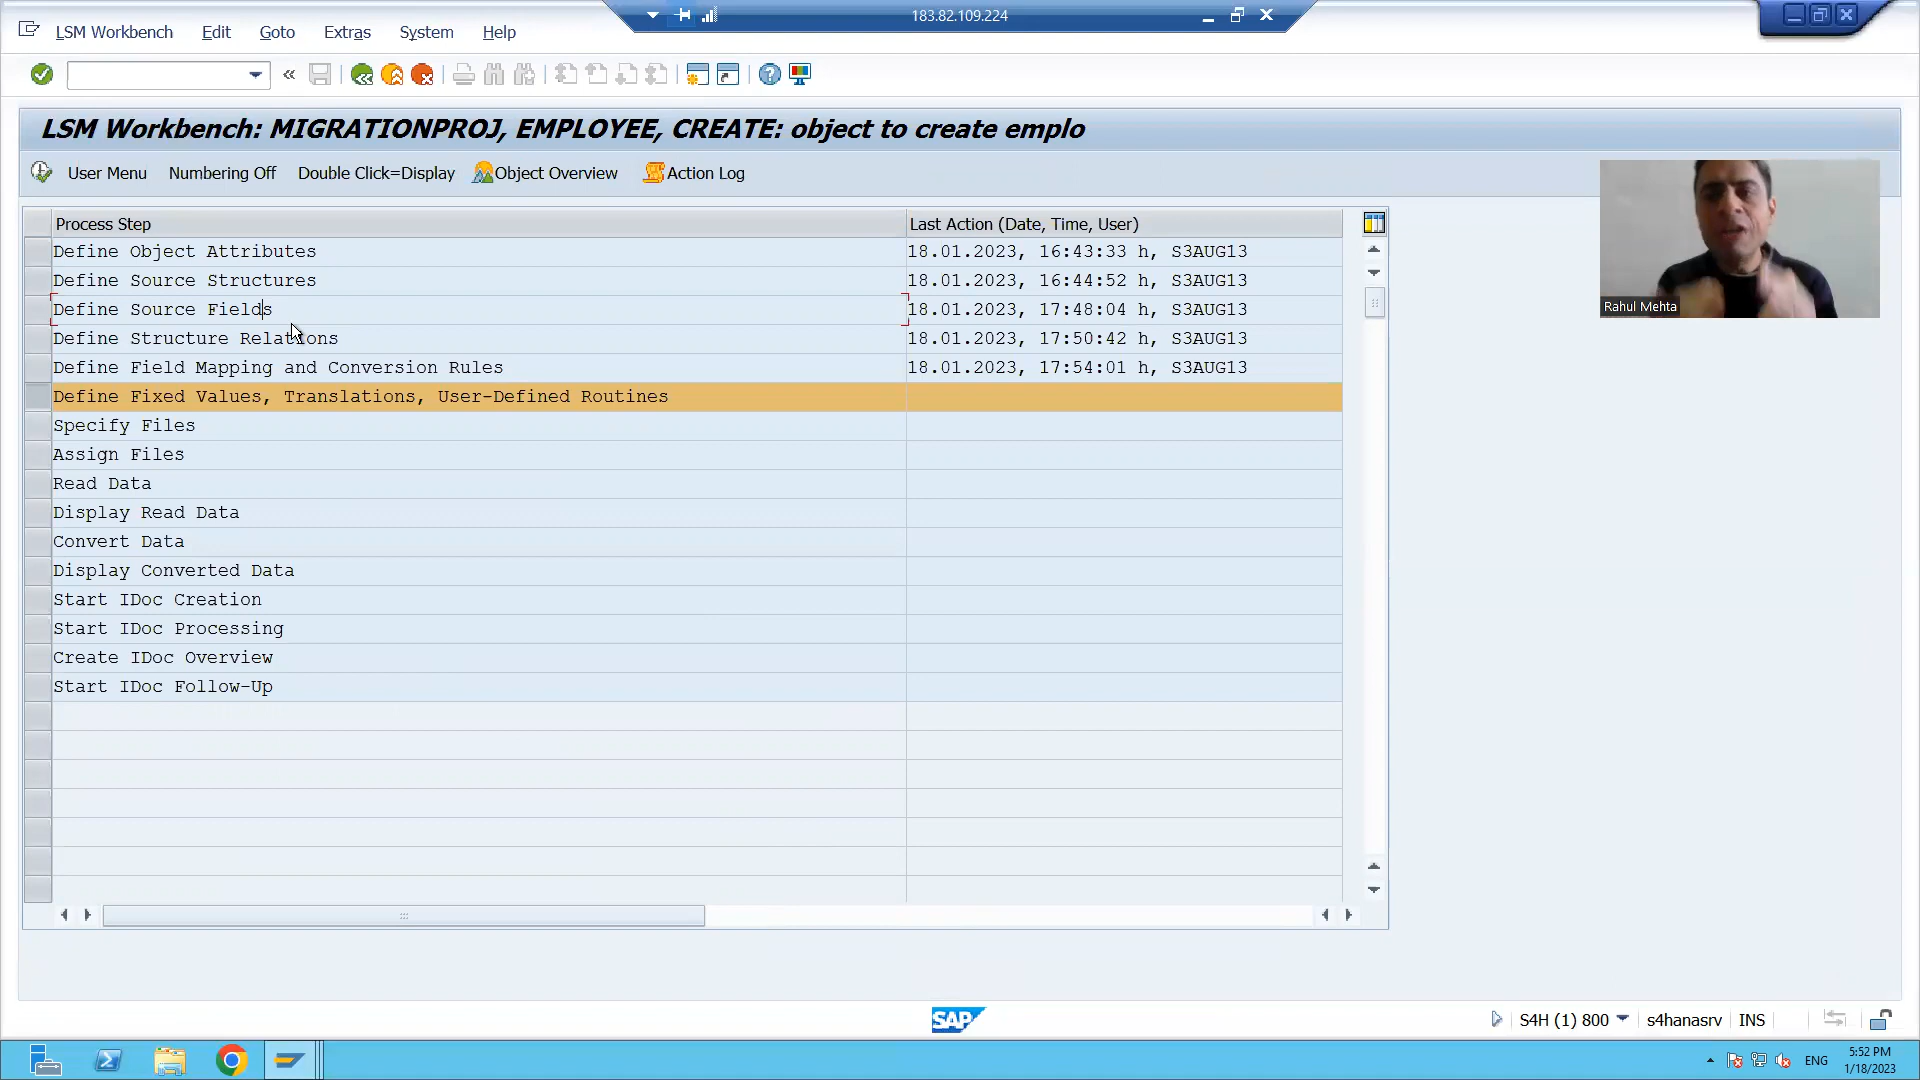 183.82.109.224
LSM Workbench Edit Goto Extras System Help
LSM Workbench: MIGRATIONPROJ, EMPLOYEE, CREATE: object to create emplo
User Menu Numbering Off Double Click=Display Object Overview Action Log
Process Step Last Action (Date, Time, User)
Define Object Attributes 18.01.2023, 16:43:33 h, S3AUG13
Define Source Structures 18.01.2023, 16:44:52 h, S3AUG13
Define Source Fields 18.01.2023, 17:48:04 h, S3AUG13
Define Structure Relations 18.01.2023, 17:50:42 h, S3AUG13
Define Field Mapping and Conversion Rules 18.01.2023, 17:54:01 h, S3AUG13
Define Fixed Values, Translations, User-Defined Routines
Specify Files
Assign Files
Read Data
Display Read Data
Convert Data
Display Converted Data
Start IDoc Creation
Start IDoc Processing
Create IDoc Overview
Start IDoc Follow-Up
Rahul Mehta
SAP
S4H (1) 800 s4hanasrv INS
ENG
5:52 PM
1/18/2023